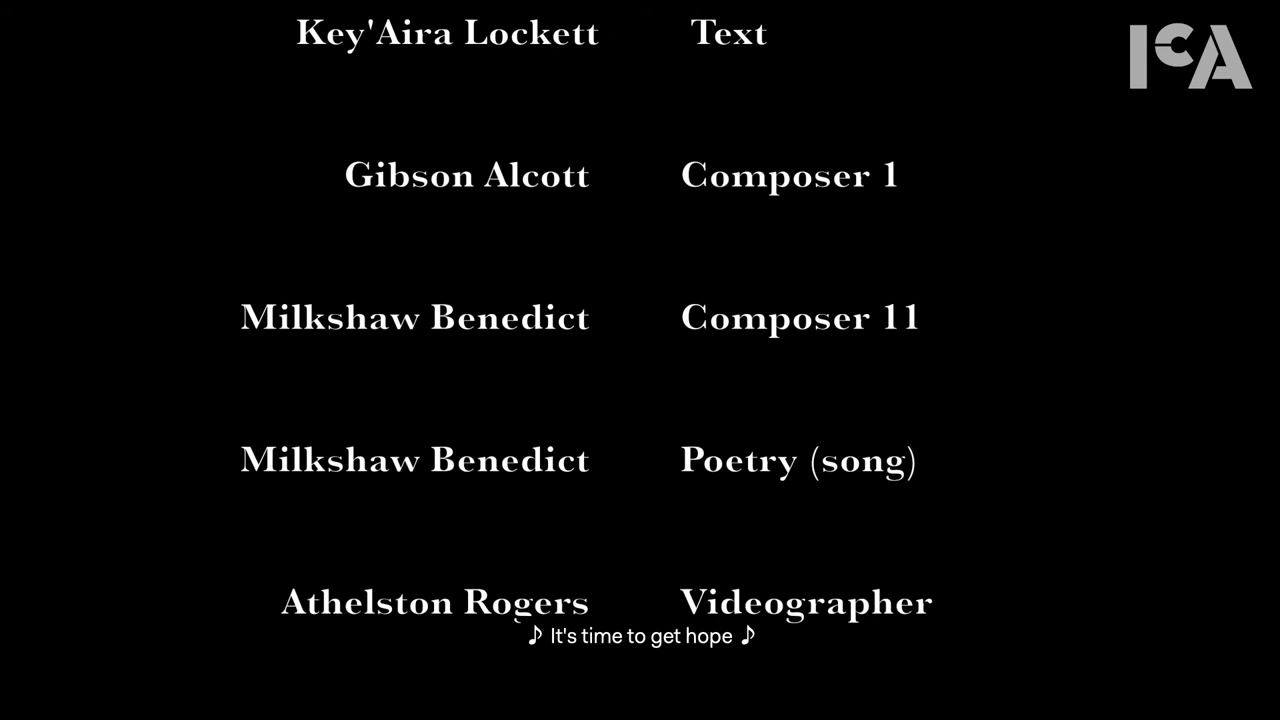 Key'Aira Lockett Text
ICA
Gibson Alcott Composer 1
Milkshaw Benedict Composer 11
Milkshaw Benedict Poetry (song)
Athelston Rogers Videographer
♪ It's time to get hope ♪